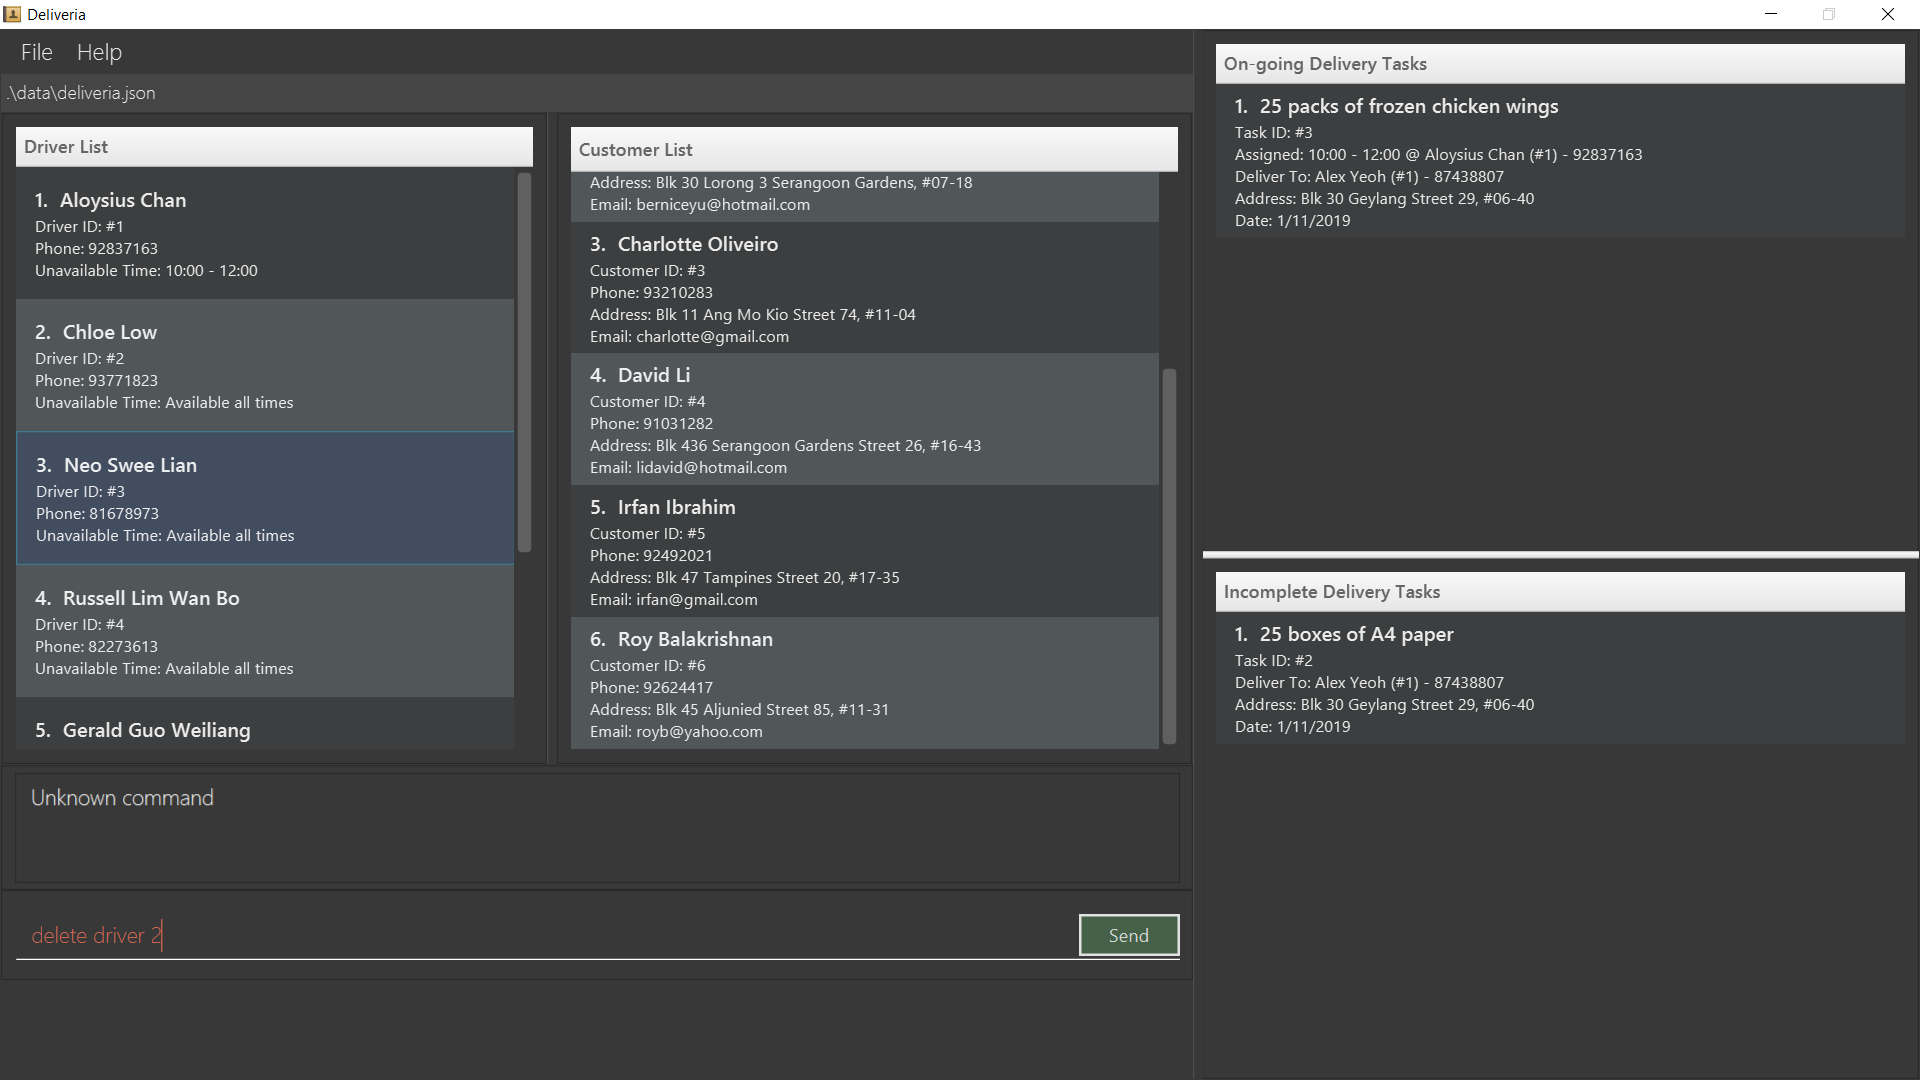 Deliveria
File Help
.\data\deliveria.json
Driver List
1. Aloysius Chan
Driver ID: #1
Phone: 92837163
Unavailable Time: 10:00 - 12:00
2. Chloe Low
Driver ID: #2
Phone: 93771823
Unavailable Time: Available all times
3. Neo Swee Lian
Driver ID: #3
Phone: 81678973
Unavailable Time: Available all times
4. Russell Lim Wan Bo
Driver ID: #4
Phone: 82273613
Unavailable Time: Available all times
5. Gerald Guo Weiliang
Customer List
Address: Blk 30 Lorong 3 Serangoon Gardens, #07-18
Email: berniceyu@hotmail.com
3. Charlotte Oliveiro
Customer ID: #3
Phone: 93210283
Address: Blk 11 Ang Mo Kio Street 74, #11-04
Email: charlotte@gmail.com
4. David Li
Customer ID: #4
Phone: 91031282
Address: Blk 436 Serangoon Gardens Street 26, #16-43
Email: lidavid@hotmail.com
5. Irfan Ibrahim
Customer ID: #5
Phone: 92492021
Address: Blk 47 Tampines Street 20, #17-35
Email: irfan@gmail.com
6. Roy Balakrishnan
Customer ID: #6
Phone: 92624417
Address: Blk 45 Aljunied Street 85, #11-31
Email: royb@yahoo.com
Unknown command
delete driver 2
Send
On-going Delivery Tasks
1. 25 packs of frozen chicken wings
Task ID: #3
Assigned: 10:00 - 12:00 @ Aloysius Chan (#1) - 92837163
Deliver To: Alex Yeoh (#1) - 87438807
Address: Blk 30 Geylang Street 29, #06-40
Date: 1/11/2019
Incomplete Delivery Tasks
1. 25 boxes of A4 paper
Task ID: #2
Deliver To: Alex Yeoh (#1) - 87438807
Address: Blk 30 Geylang Street 29, #06-40
Date: 1/11/2019